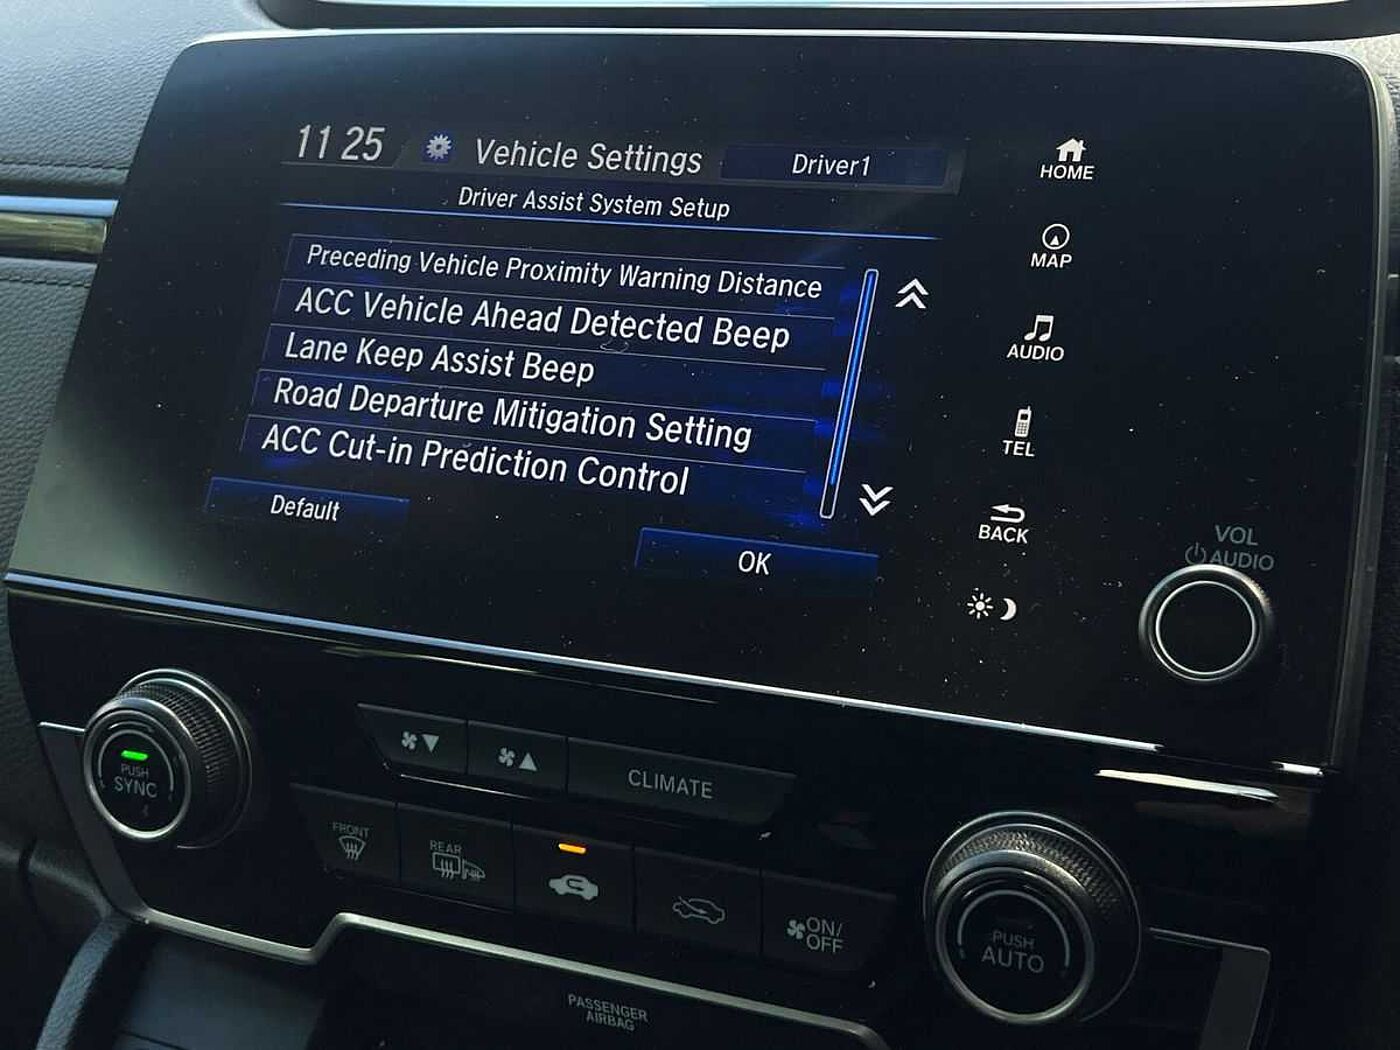 11 25 Vehicle Settings Driver1
Driver Assist System Setup
Preceding Vehicle Proximity Warning Distance
ACC Vehicle Ahead Detected Beep
Lane Keep Assist Beep
Road Departure Mitigation Setting
ACC Cut-in Prediction Control
Default
OK
HOME
MAP
AUDIO
TEL
BACK
VOL
AUDIO
PUSH
SYNC
CLIMATE
FRONT
REAR
ON/
OFF
PUSH
AUTO
PASSENGER
AIRBAG